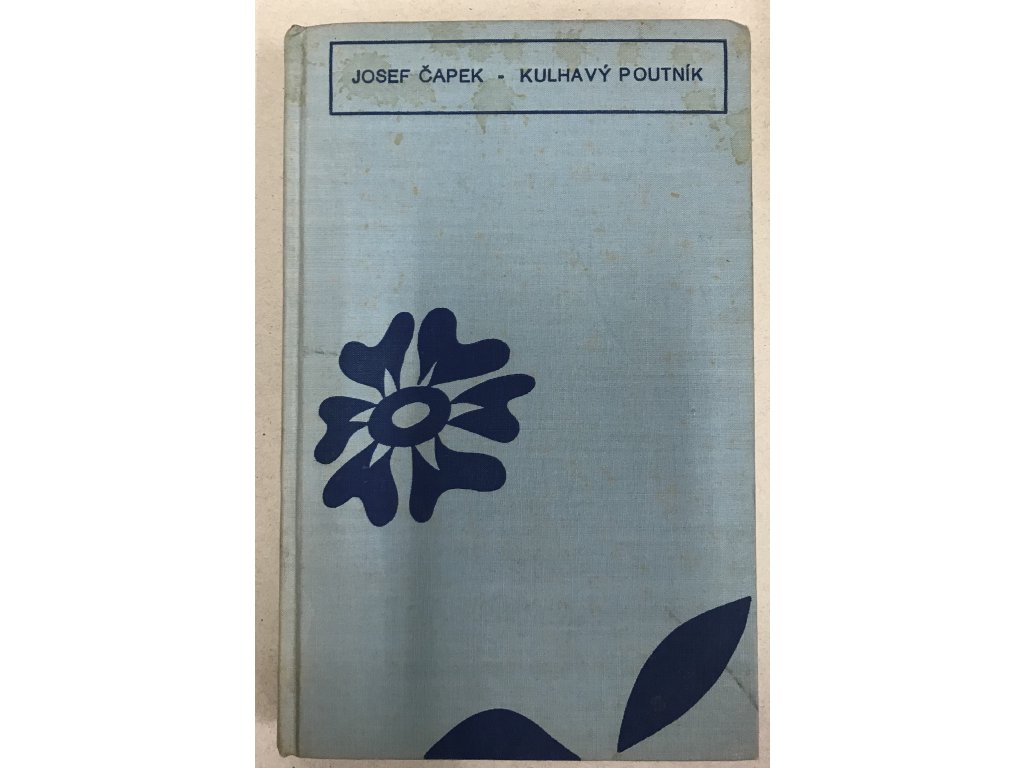 JOSEF ČAPEK - KULHAVÝ POUTNÍK